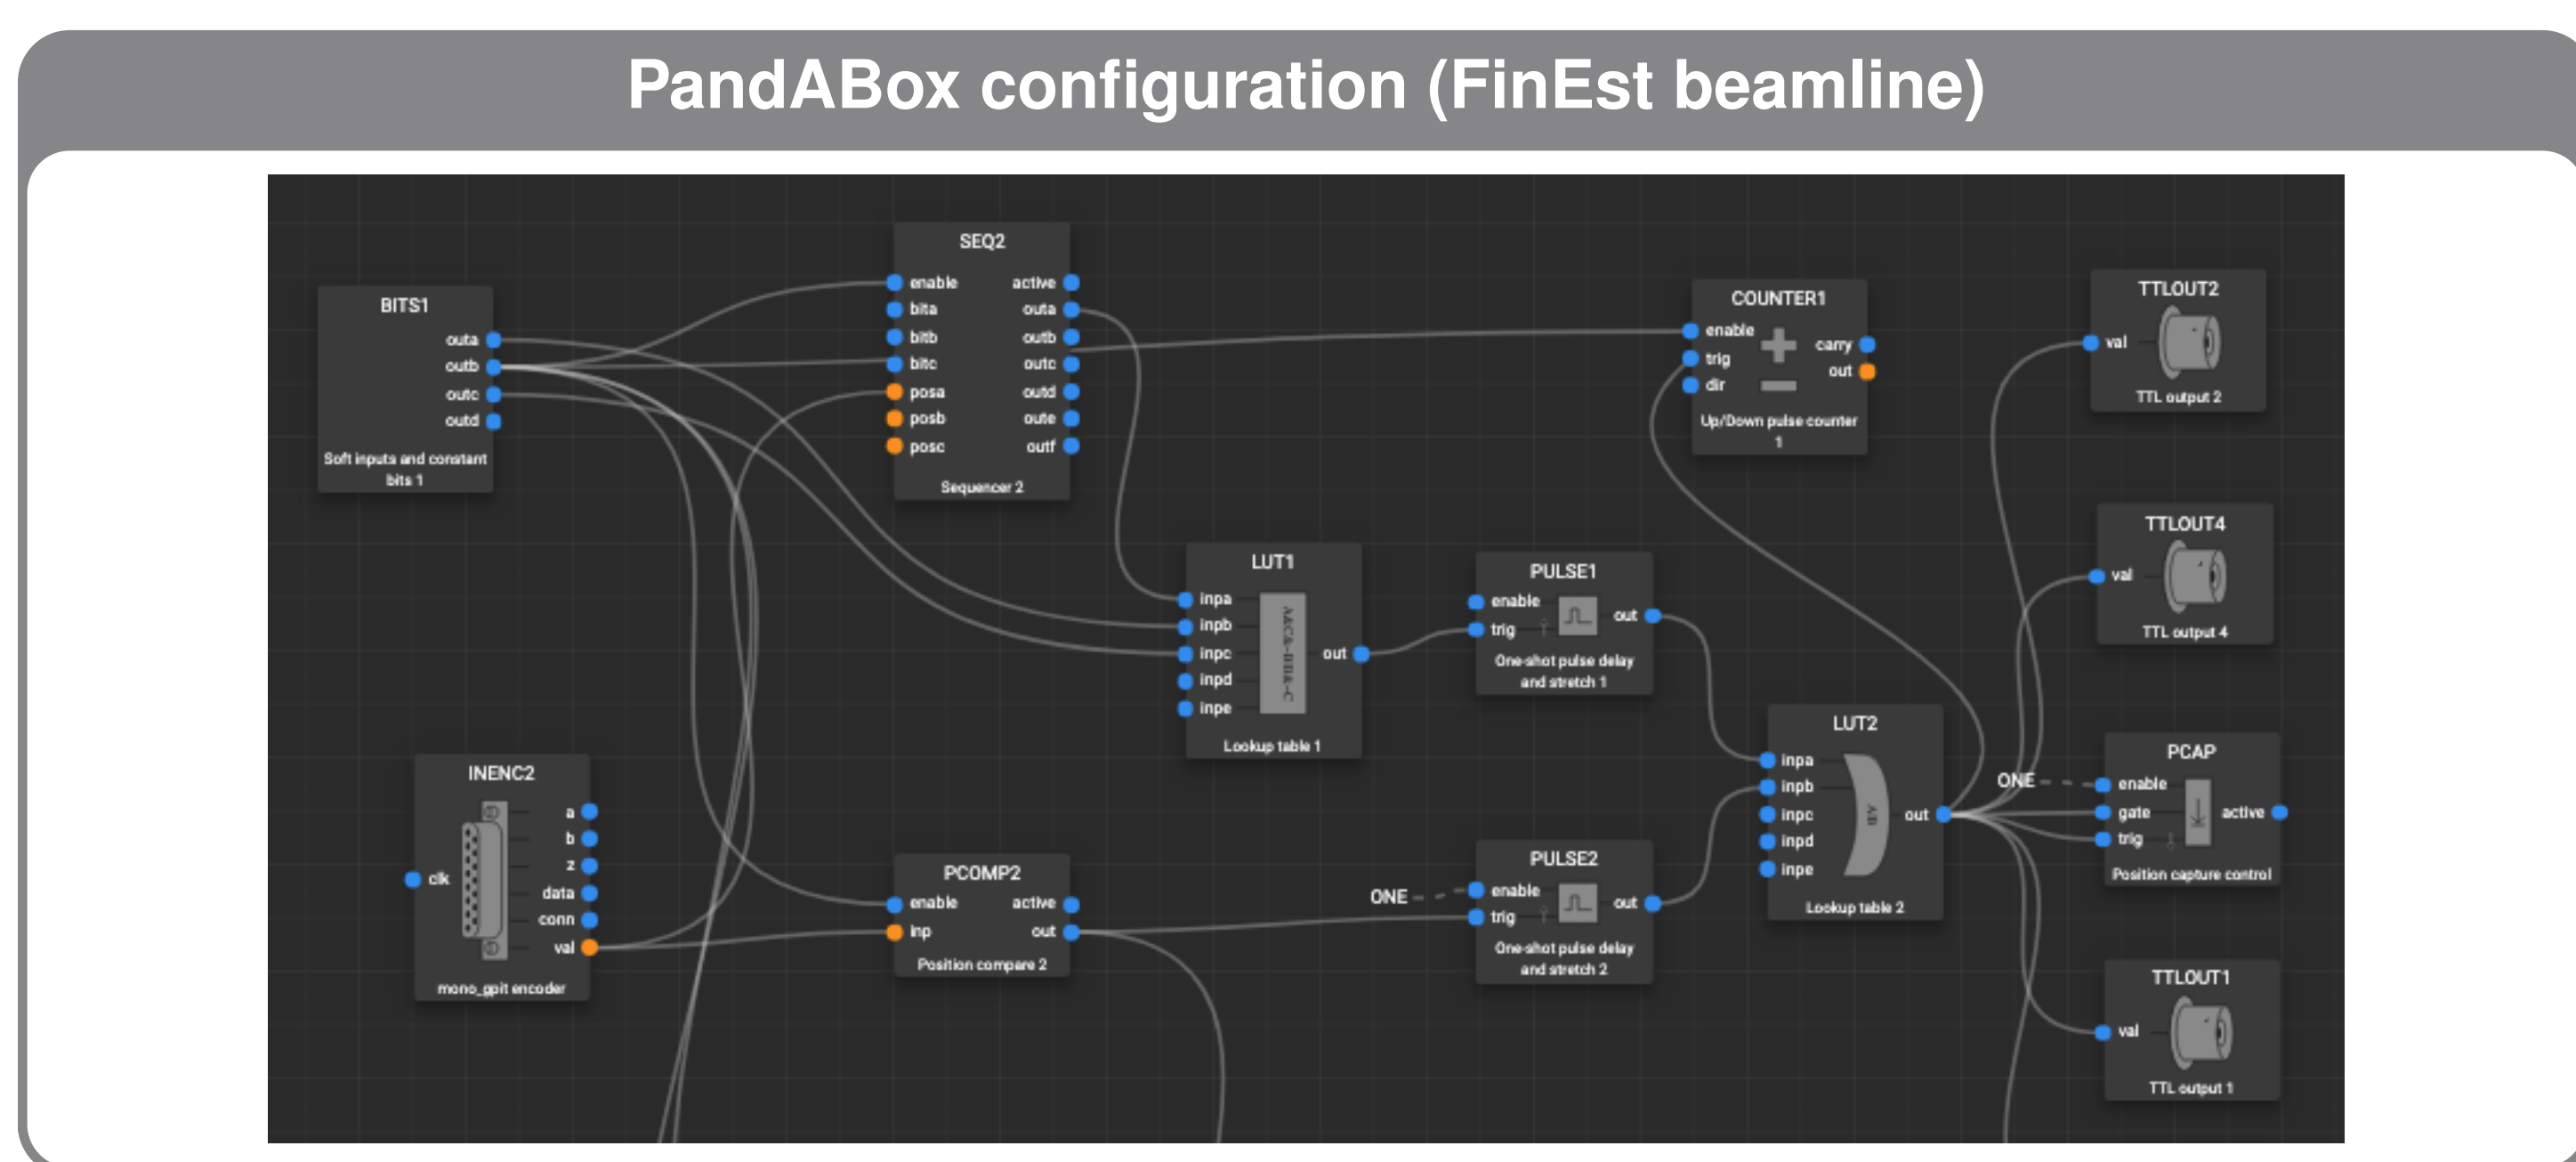 PandABox configuration (FinEst beamline)
BITS1
outa
outb
outc
outd
Soft inputs and constant
bits 1
SEQ2
enable active
bita outa
bitb outb
bitc outc
posa outd
posb oute
posc outf
Sequencer 2
COUNTER1
enable
trig carry
dir out
Up/Down pulse counter
1
TTLOUT2
val
TTL output 2
TTLOUT4
val
TTL output 4
LUT1
inpa
inpb
inpc out
inpd
inpe
Lookup table 1
PULSE1
enable out
trig
One-shot pulse delay
and stretch 1
INENC2
a
b
z
clk data
conn
val
mono_gpit encoder
PCOMP2
enable active
inp out
Position compare 2
ONE
PULSE2
enable out
trig
One-shot pulse delay
and stretch 2
LUT2
inpa
inpb
inpc out
inpd
inpe
Lookup table 2
ONE
PCAP
enable
gate active
trig
Position capture control
TTLOUT1
val
TTL output 1